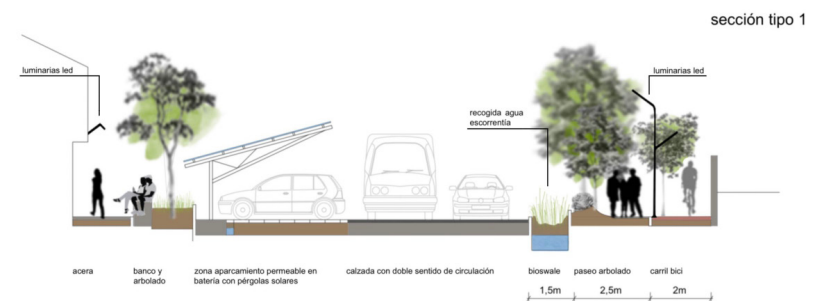 sección tipo 1
luminarias led
luminarias led
recogida agua
escorrentía
acera
banco y
arbolado
zona aparcamiento permeable en
batería con pérgolas solares
calzada con doble sentido de circulación
bioswale
paseo arbolado
carril bici
1,5m
2,5m
2m